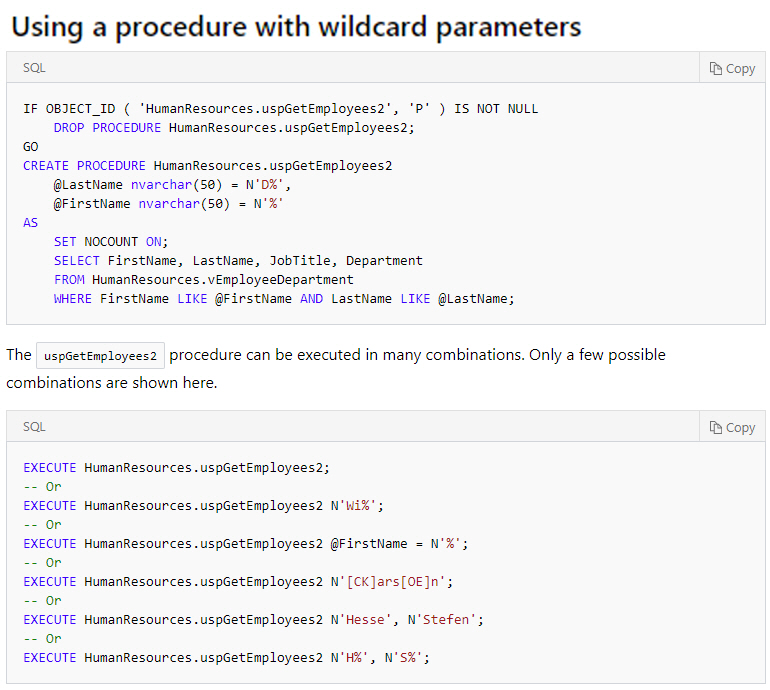 Using a procedure with wildcard parameters
SQL
Copy
IF OBJECT_ID ( 'HumanResources.uspGetEmployees2', 'P' ) IS NOT NULL
    DROP PROCEDURE HumanResources.uspGetEmployees2;
GO
CREATE PROCEDURE HumanResources.uspGetEmployees2
    @LastName nvarchar(50) = N'D%',
    @FirstName nvarchar(50) = N'%'
AS
    SET NOCOUNT ON;
    SELECT FirstName, LastName, JobTitle, Department
    FROM HumanResources.vEmployeeDepartment
    WHERE FirstName LIKE @FirstName AND LastName LIKE @LastName;
The uspGetEmployees2 procedure can be executed in many combinations. Only a few possible
combinations are shown here.
SQL
Copy
EXECUTE HumanResources.uspGetEmployees2;
-- Or
EXECUTE HumanResources.uspGetEmployees2 N'Wi%';
-- Or
EXECUTE HumanResources.uspGetEmployees2 @FirstName = N'%';
-- Or
EXECUTE HumanResources.uspGetEmployees2 N'[CK]ars[OE]n';
-- Or
EXECUTE HumanResources.uspGetEmployees2 N'Hesse', N'Stefen';
-- Or
EXECUTE HumanResources.uspGetEmployees2 N'H%', N'S%';